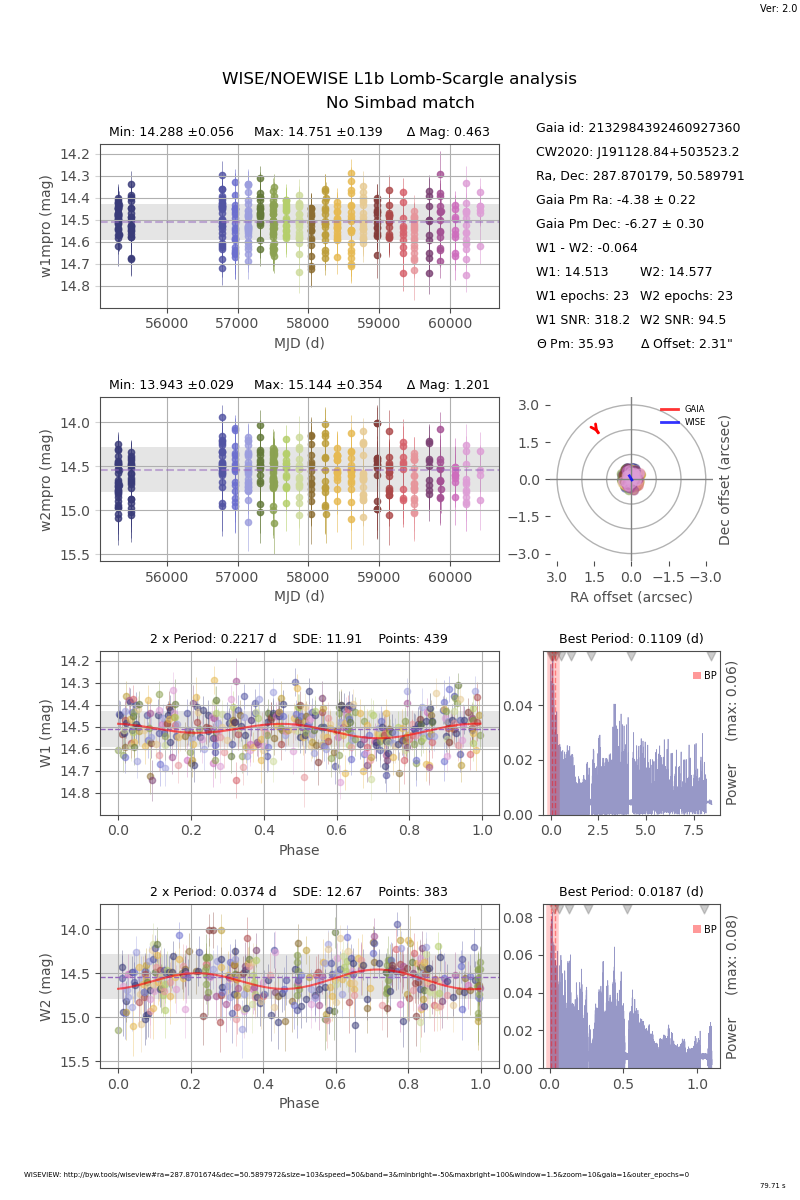 Ver: 2.0
WISE/NOEWISE L1b Lomb-Scargle analysis
No Simbad match
Min: 14.288 ±0.056 Max: 14.751 ±0.139 Δ Mag: 0.463
14.2
14.3
14.4
14.5
14.6
14.7
14.8
w1mpro (mag)
56000 57000 58000 59000 60000
MJD (d)
Gaia id: 2132984392460927360
CW2020: J191128.84+503523.2
Ra, Dec: 287.870179, 50.589791
Gaia Pm Ra: -4.38 ± 0.22
Gaia Pm Dec: -6.27 ± 0.30
W1 - W2: -0.064
W1: 14.513 W2: 14.577
W1 epochs: 23 W2 epochs: 23
W1 SNR: 318.2 W2 SNR: 94.5
Θ Pm: 35.93 Δ Offset: 2.31"
Min: 13.943 ±0.029 Max: 15.144 ±0.354 Δ Mag: 1.201
14.0
14.5
15.0
15.5
w2mpro (mag)
56000 57000 58000 59000 60000
MJD (d)
GAIA
WISE
3.0
1.5
0.0
−1.5
−3.0
3.0 1.5 0.0 −1.5 −3.0
RA offset (arcsec)
Dec offset (arcsec)
2 x Period: 0.2217 d SDE: 11.91 Points: 439
14.2
14.3
14.4
14.5
14.6
14.7
14.8
W1 (mag)
0.0 0.2 0.4 0.6 0.8 1.0
Phase
Best Period: 0.1109 (d)
BP
0.04
0.02
0.00
0.0 2.5 5.0 7.5
Power (max: 0.06)
2 x Period: 0.0374 d SDE: 12.67 Points: 383
14.0
14.5
15.0
15.5
W2 (mag)
0.0 0.2 0.4 0.6 0.8 1.0
Phase
Best Period: 0.0187 (d)
BP
0.08
0.06
0.04
0.02
0.00
0.0 0.5 1.0
Power (max: 0.08)
WISEVIEW: http://byw.tools/wiseview#ra=287.8701674&dec=50.5897972&size=103&speed=50&band=3&minbright=-50&maxbright=100&window=1.5&zoom=10&gaia=1&outer_epochs=0
79.71 s